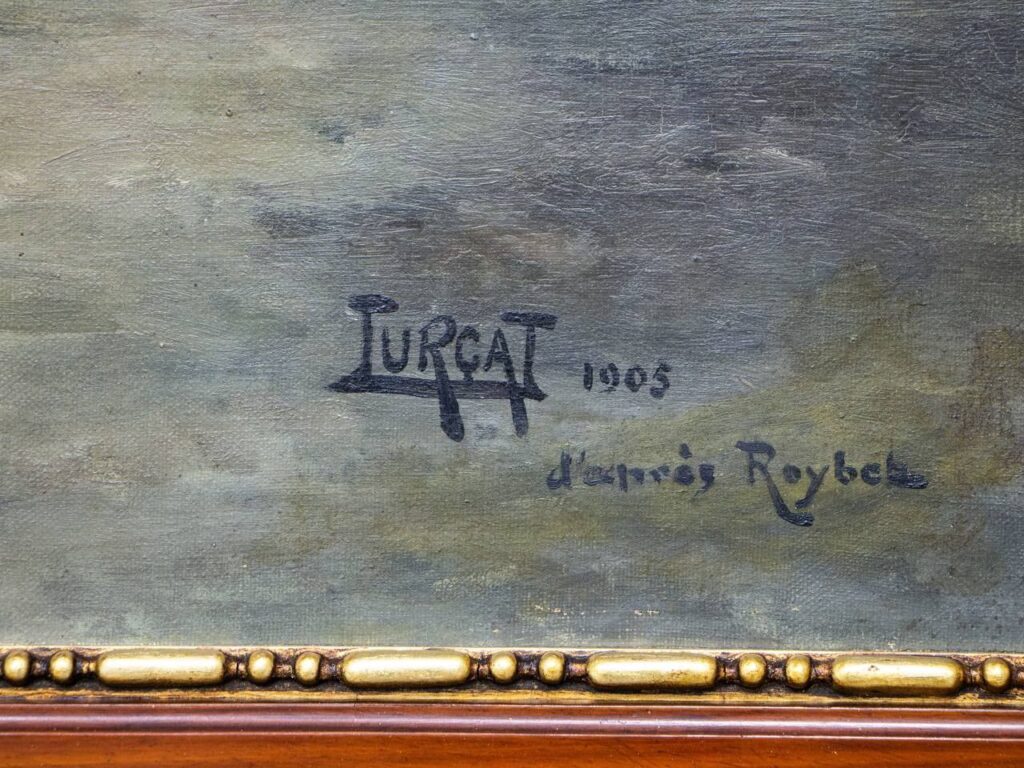 LURÇAT 1905
d'après Roybet